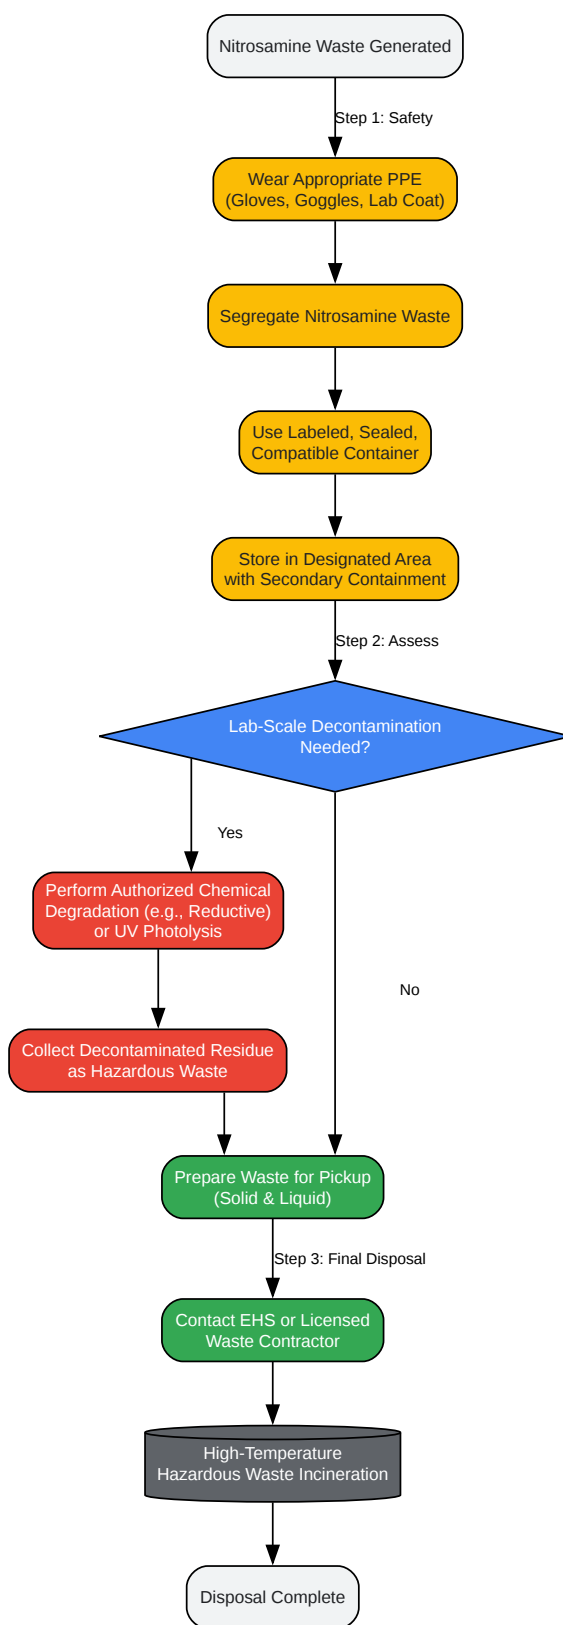 Nitrosamine Waste Generated
Step 1: Safety
Wear Appropriate PPE
(Gloves, Goggles, Lab Coat)
Segregate Nitrosamine Waste
Use Labeled, Sealed,
Compatible Container
Store in Designated Area
with Secondary Containment
Step 2: Assess
Lab-Scale Decontamination
Needed?
Yes
Perform Authorized Chemical
Degradation (e.g., Reductive)
or UV Photolysis
No
Collect Decontaminated Residue
as Hazardous Waste
Prepare Waste for Pickup
(Solid & Liquid)
Step 3: Final Disposal
Contact EHS or Licensed
Waste Contractor
High-Temperature
Hazardous Waste Incineration
Disposal Complete